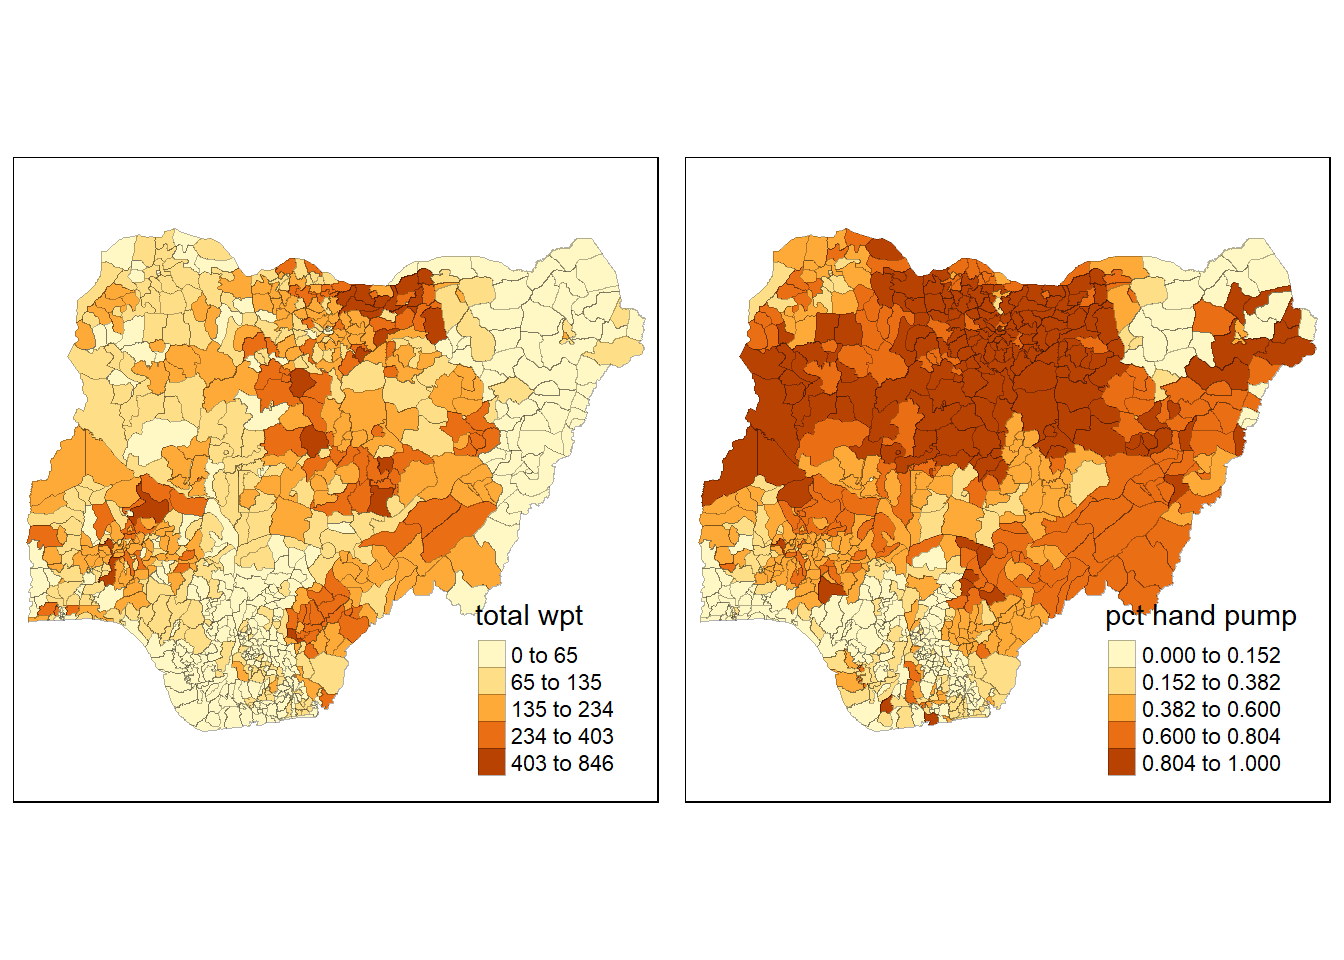 total wpt
0 to 65
65 to 135
135 to 234
234 to 403
403 to 846
pct hand pump
0.000 to 0.152
0.152 to 0.382
0.382 to 0.600
0.600 to 0.804
0.804 to 1.000